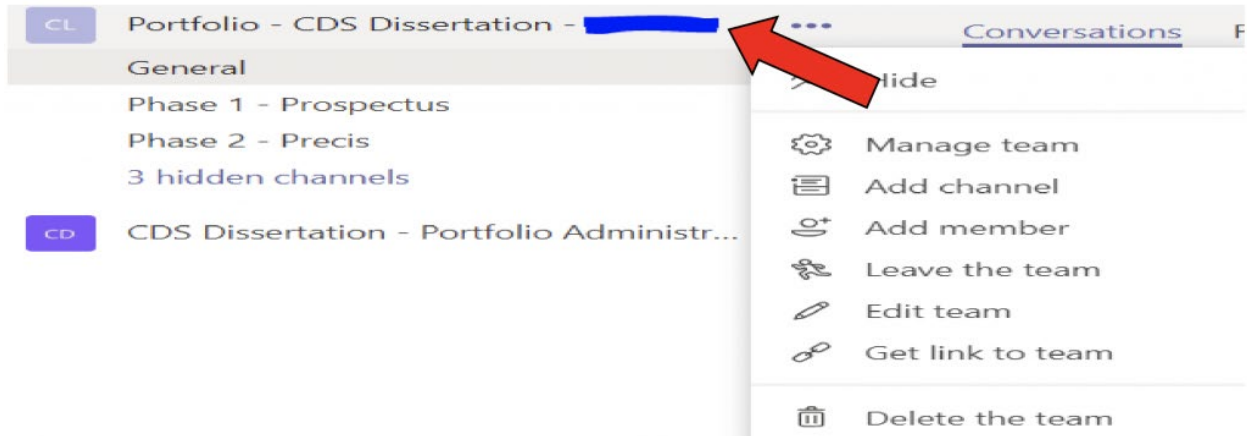 CL Portfolio - CDS Dissertation -
General
Phase 1 - Prospectus
Phase 2 - Precis
3 hidden channels
CD CDS Dissertation - Portfolio Administr...
••• Conversations F
Hide
Manage team
Add channel
Add member
Leave the team
Edit team
Get link to team
Delete the team